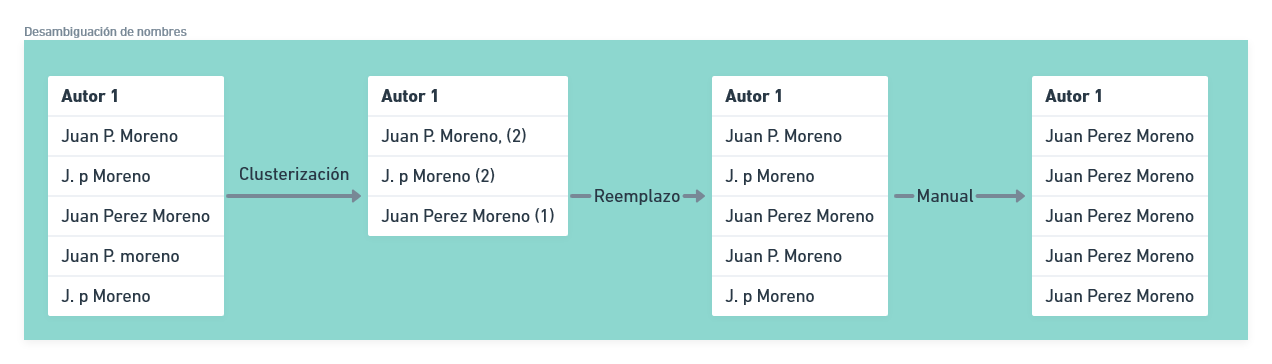 Desambiguación de nombres
Autor 1
Juan P. Moreno
J. p Moreno
Juan Perez Moreno
Juan P. moreno
J. p Moreno
Clusterización
Autor 1
Juan P. Moreno, (2)
J. p Moreno (2)
Juan Perez Moreno (1)
Reemplazo
Autor 1
Juan P. Moreno
J. p Moreno
Juan Perez Moreno
Juan P. Moreno
J. p Moreno
Manual
Autor 1
Juan Perez Moreno
Juan Perez Moreno
Juan Perez Moreno
Juan Perez Moreno
Juan Perez Moreno